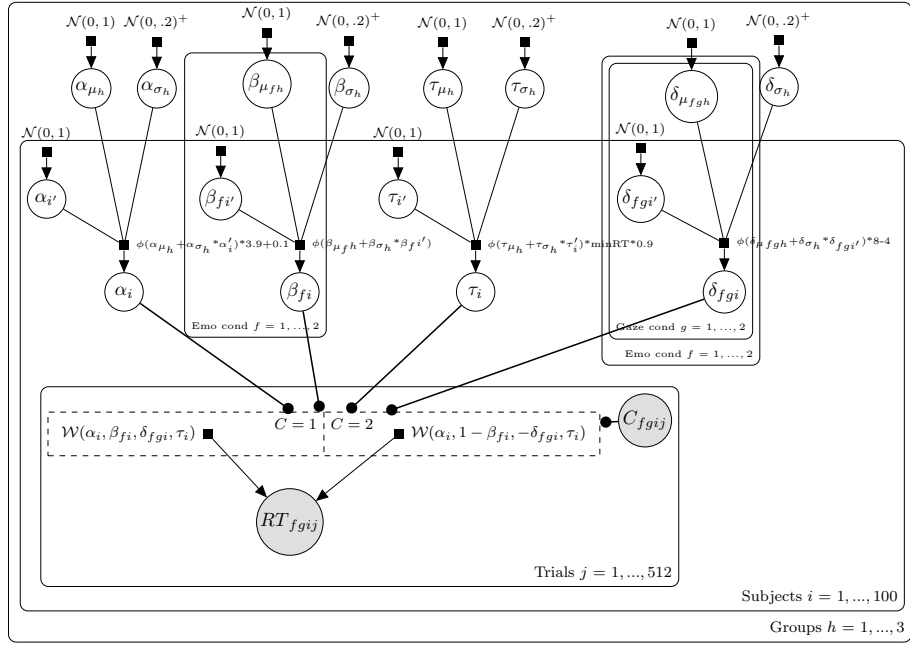 𝒩(0, 1) 𝒩(0, .2)⁺ 𝒩(0, 1) 𝒩(0, .2)⁺ 𝒩(0, 1) 𝒩(0, .2)⁺ 𝒩(0, 1) 𝒩(0, .2)⁺
α_{μ_h} α_{σ_h} β_{μ_{fh}} β_{σ_h} τ_{μ_h} τ_{σ_h} δ_{μ_{fgh}} δ_{σ_h}
𝒩(0, 1) 𝒩(0, 1) 𝒩(0, 1) 𝒩(0, 1)
α_{i′} β_{fi′} τ_{i′} δ_{fgi′}
ϕ(α_{μ_h}+α_{σ_h}*α′_i)*3.9+0.1 ϕ(β_{μ_fh}+β_{σ_h}*β_{fi′}) ϕ(τ_{μ_h}+τ_{σ_h}*τ′_i)*minRT*0.9 ϕ(δ_{μ_fgh}+δ_{σ_h}*δ_{fgi′})*8-4
α_i β_{fi} τ_i δ_{fgi}
Emo cond f = 1, ..., 2 Gaze cond g = 1, ..., 2
Emo cond f = 1, ..., 2
C = 1 C = 2 C_{fgij}
𝒲(α_i, β_{fi}, δ_{fgi}, τ_i) 𝒲(α_i, 1 − β_{fi}, −δ_{fgi}, τ_i)
RT_{fgij}
Trials j = 1, ..., 512
Subjects i = 1, ..., 100
Groups h = 1, ..., 3